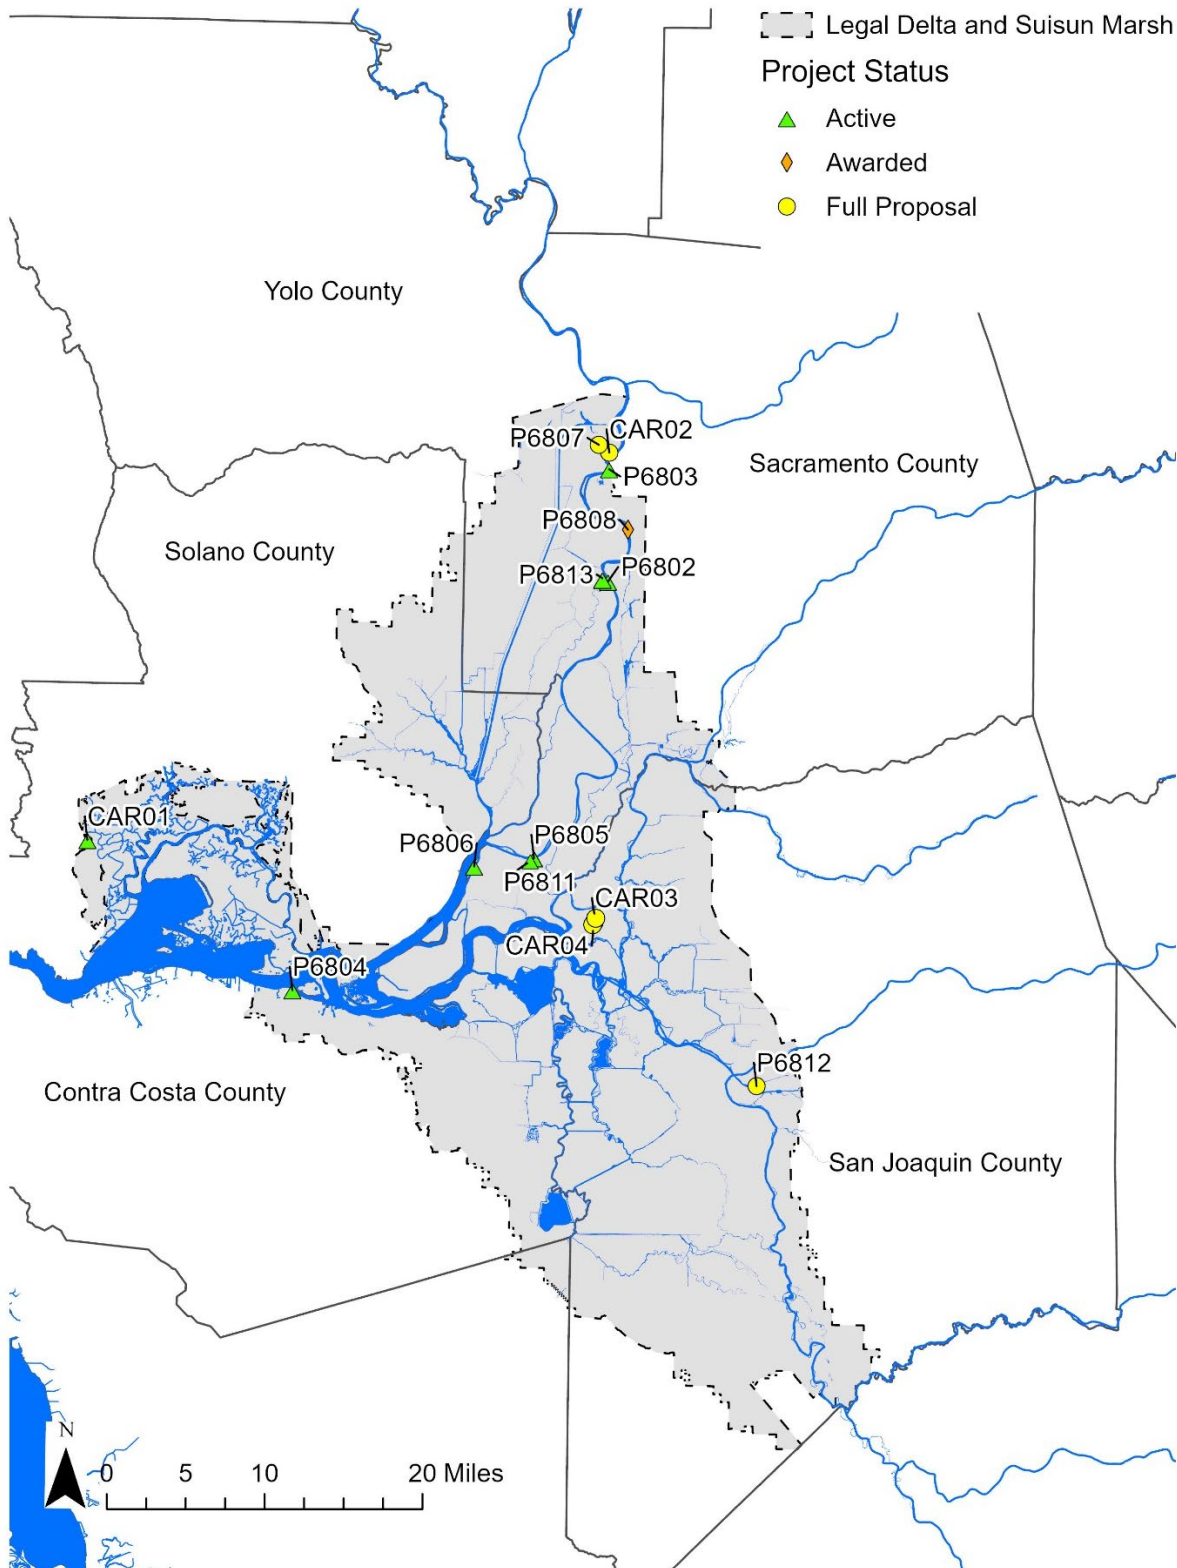 Legal Delta and Suisun Marsh
Project Status
Active
Awarded
Full Proposal
Yolo County
P6807
CAR02
Sacramento County
P6803
P6808
Solano County
P6813
P6802
CAR01
P6806
P6805
P6811
CAR03
CAR04
P6804
P6812
Contra Costa County
San Joaquin County
N
0 5 10 20 Miles